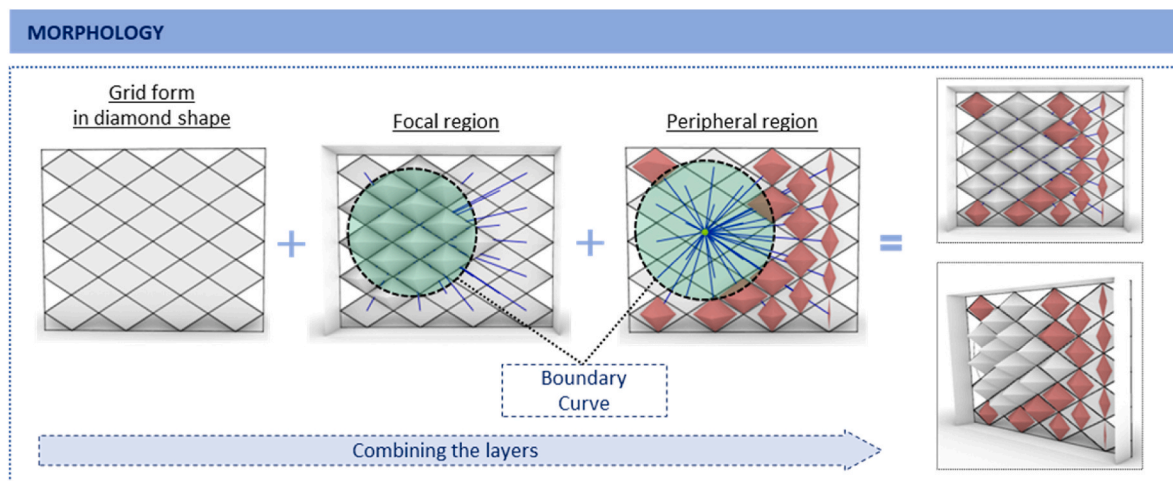 MORPHOLOGY
Grid form
in diamond shape
Focal region
Peripheral region
+
+
=
Boundary
Curve
Combining the layers